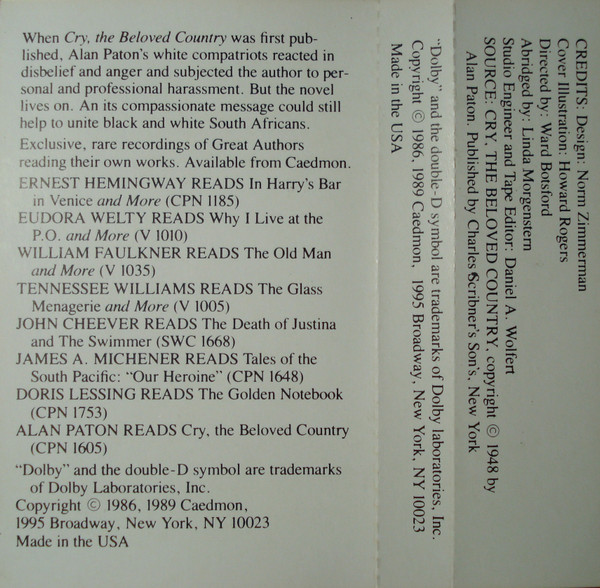 When Cry, the Beloved Country was first pub-
lished, Alan Paton's white compatriots reacted in
disbelief and anger and subjected the author to per-
sonal and professional harassment. But the novel
lives on. An its compassionate message could still
help to unite black and white South Africans.
Exclusive, rare recordings of Great Authors
reading their own works. Available from Caedmon.
ERNEST HEMINGWAY READS In Harry's Bar
in Venice and More (CPN 1185)
EUDORA WELTY READS Why I Live at the
P.O. and More (V 1010)
WILLIAM FAULKNER READS The Old Man
and More (V 1035)
TENNESSEE WILLIAMS READS The Glass
Menagerie and More (V 1005)
JOHN CHEEVER READS The Death of Justina
and The Swimmer (SWC 1668)
JAMES A. MICHENER READS Tales of the
South Pacific: "Our Heroine" (CPN 1648)
DORIS LESSING READS The Golden Notebook
(CPN 1753)
ALAN PATON READS Cry, the Beloved Country
(CPN 1605)
"Dolby" and the double-D symbol are trademarks
of Dolby Laboratories, Inc.
Copyright © 1986, 1989 Caedmon,
1995 Broadway, New York, NY 10023
Made in the USA
"Dolby" and the double-D symbol are trademarks of Dolby laboratories, Inc.
Copyright © 1986, 1989 Caedmon, 1995 Broadway, New York, NY 10023
Made in the USA
CREDITS: Design: Norm Zimmerman
Cover Illustration: Howard Rogers
Directed by: Ward Botsford
Abridged by: Linda Morgenstern
Studio Engineer and Tape Editor: Daniel A. Wolfert
SOURCE: CRY, THE BELOVED COUNTRY, copyright © 1948 by
Alan Paton. Published by Charles Scribner's Son's, New York